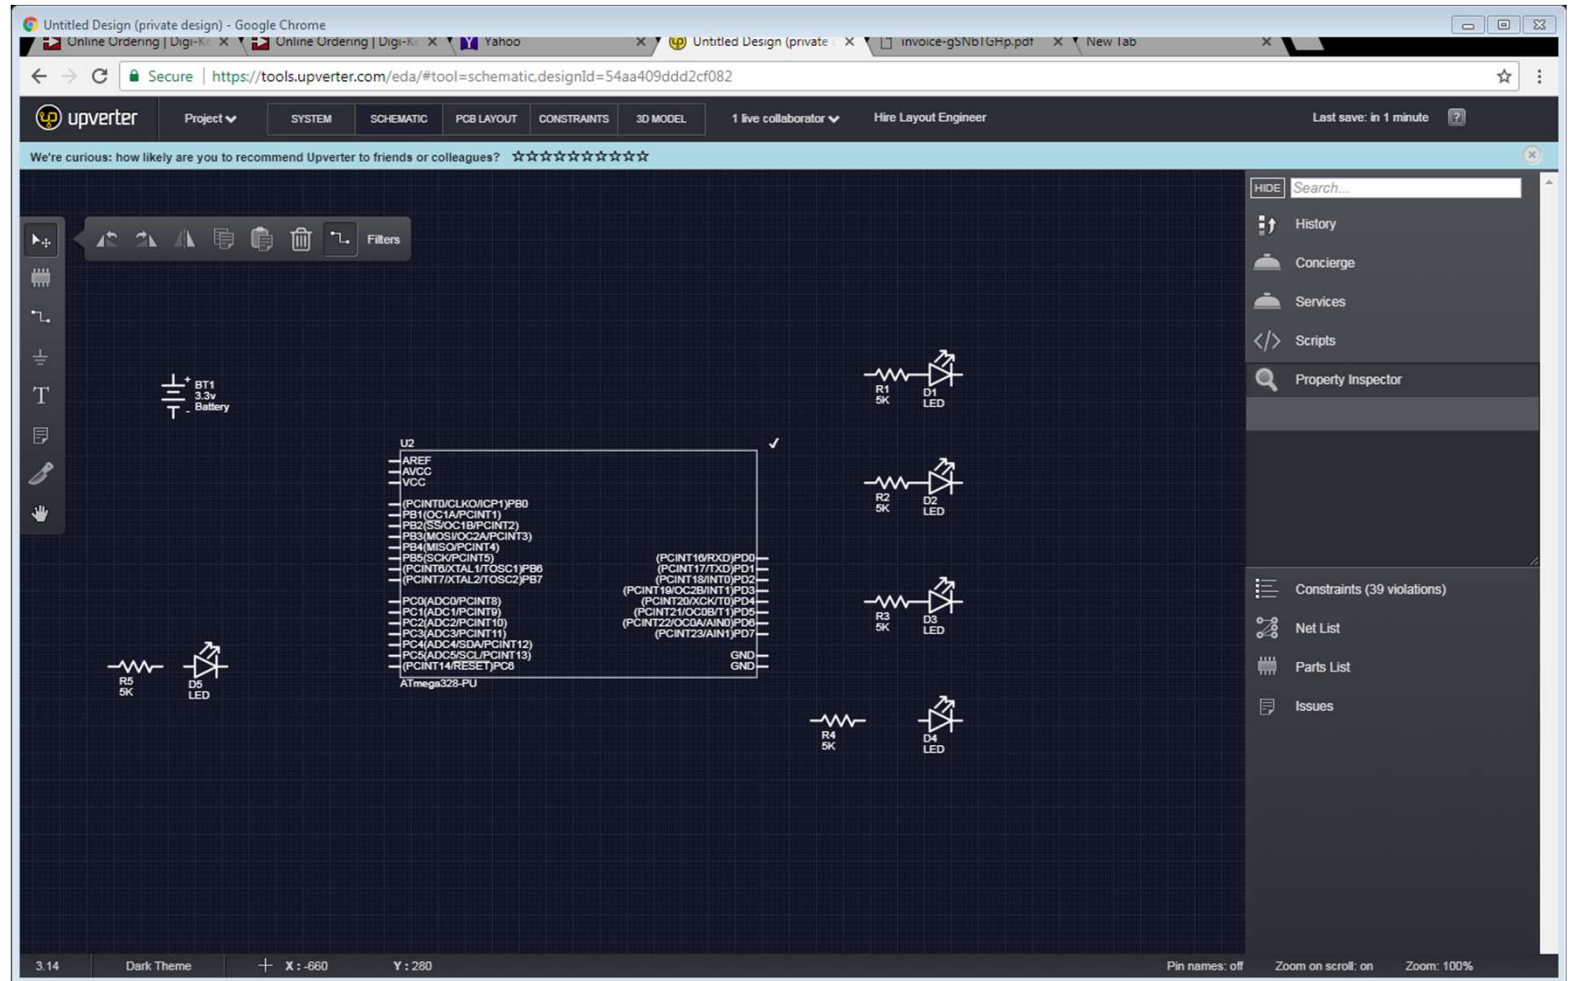 Untitled Design (private design) - Google Chrome
Online Ordering | Digi-Ke
Online Ordering | Digi-Ke
Yahoo
Untitled Design (private
invoice-gSNbTGHp.pdf
New Tab
Secure | https://tools.upverter.com/eda/#tool=schematic,designId=54aa409ddd2cf082
upverter
Project
SYSTEM
SCHEMATIC
PCB LAYOUT
CONSTRAINTS
3D MODEL
1 live collaborator
Hire Layout Engineer
Last save: in 1 minute
?
We're curious: how likely are you to recommend Upverter to friends or colleagues?
Filters
T
HIDE
Search...
History
Concierge
Services
</> Scripts
Property Inspector
Constraints (39 violations)
Net List
Parts List
Issues
+ BT1
3.3v
- Battery
R1
5K
D1
LED
R2
5K
D2
LED
R3
5K
D3
LED
R4
5K
D4
LED
R5
5K
D5
LED
U2
AREF
AVCC
VCC
(PCINT0/CLKO/ICP1)PB0
PB1(OC1A/PCINT1)
PB2(SS/OC1B/PCINT2)
PB3(MOSI/OC2A/PCINT3)
PB4(MISO/PCINT4)
PB5(SCK/PCINT5)
(PCINT6/XTAL1/TOSC1)PB6
(PCINT7/XTAL2/TOSC2)PB7
PC0(ADC0/PCINT8)
PC1(ADC1/PCINT9)
PC2(ADC2/PCINT10)
PC3(ADC3/PCINT11)
PC4(ADC4/SDA/PCINT12)
PC5(ADC5/SCL/PCINT13)
(PCINT14/RESET)PC6
(PCINT16/RXD)PD0
(PCINT17/TXD)PD1
(PCINT18/INT0)PD2
(PCINT19/OC2B/INT1)PD3
(PCINT20/XCK/T0)PD4
(PCINT21/OC0B/T1)PD5
(PCINT22/OC0A/AIN0)PD6
(PCINT23/AIN1)PD7
GND
GND
ATmega328-PU
3.14
Dark Theme
X : -660
Y : 280
Pin names: off
Zoom on scroll: on
Zoom: 100%